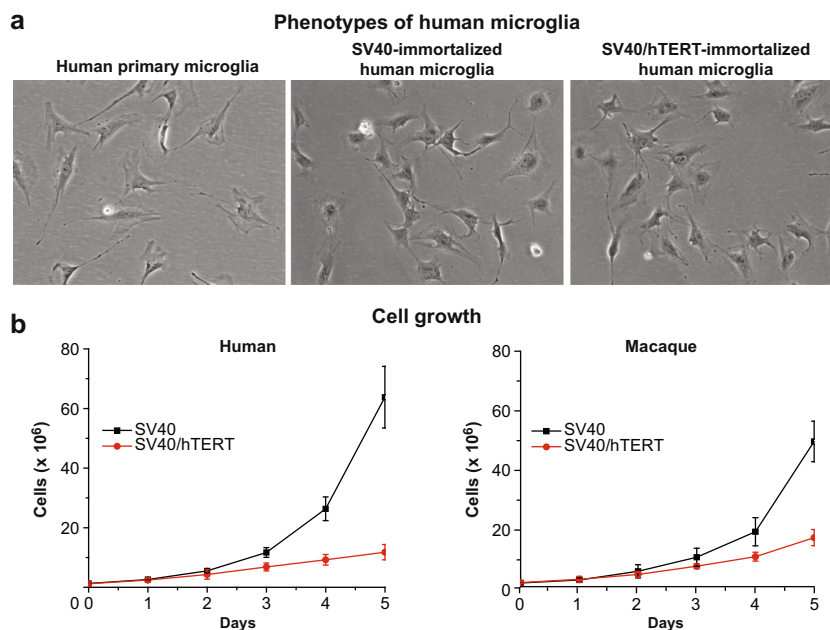 a
Phenotypes of human microglia
Human primary microglia
SV40-immortalized
human microglia
SV40/hTERT-immortalized
human microglia
b
Cell growth
Human
80
60
40
20
0
0 1 2 3 4 5
Cells (x 10⁶)
Days
SV40
SV40/hTERT
Macaque
80
60
40
20
0
0 1 2 3 4 5
Cells (x 10⁶)
Days
SV40
SV40/hTERT